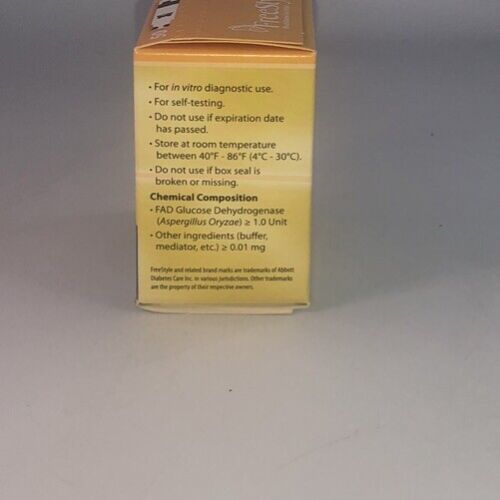 50
FreeSty
• For in vitro diagnostic use.
• For self-testing.
• Do not use if expiration date
has passed.
• Store at room temperature
between 40°F - 86°F (4°C - 30°C).
• Do not use if box seal is
broken or missing.
Chemical Composition
• FAD Glucose Dehydrogenase
(Aspergillus Oryzae) ≥ 1.0 Unit
• Other ingredients (buffer,
mediator, etc.) ≥ 0.01 mg
FreeStyle and related brand marks are trademarks of Abbott
Diabetes Care Inc. in various jurisdictions. Other trademarks
are the property of their respective owners.